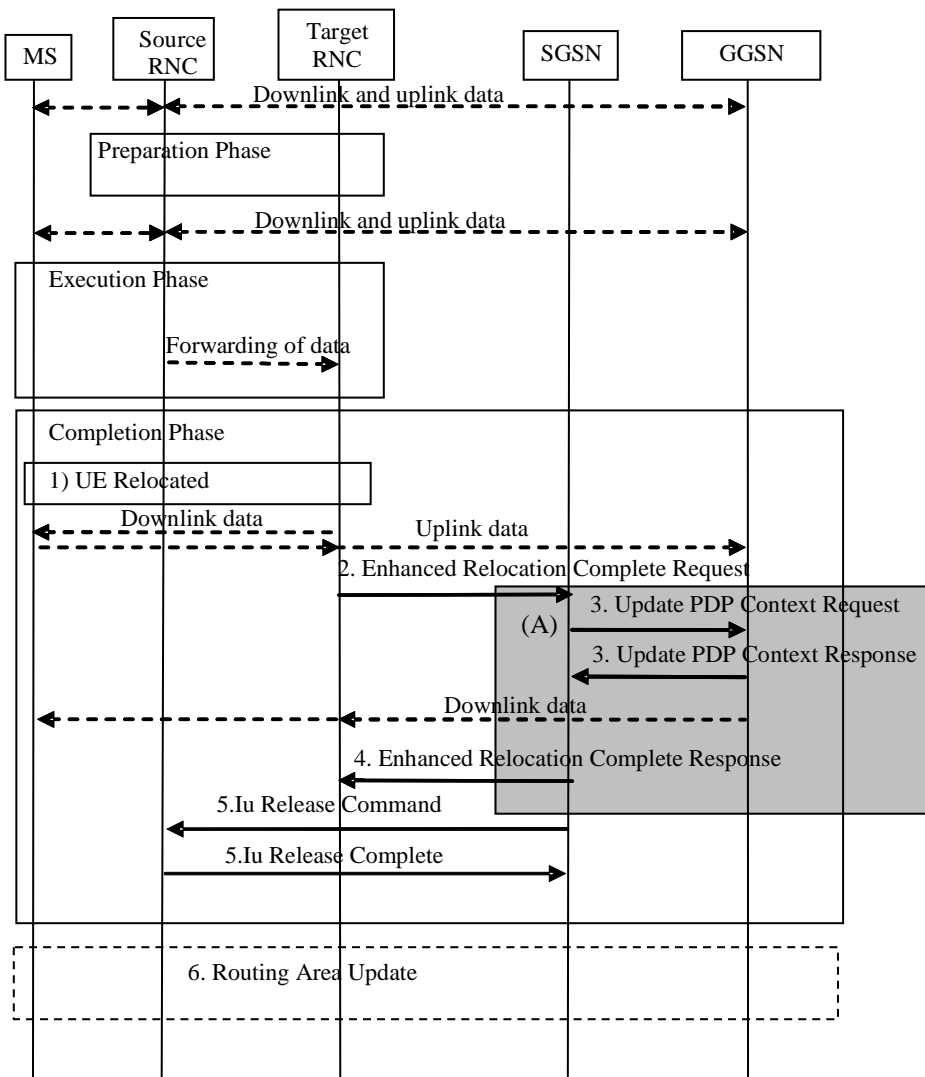 MS
Source
RNC
Target
RNC
SGSN
GGSN
Downlink and uplink data
Preparation Phase
Downlink and uplink data
Execution Phase
Forwarding of data
Completion Phase
1) UE Relocated
Downlink data
Uplink data
2. Enhanced Relocation Complete Request
(A)
3. Update PDP Context Request
3. Update PDP Context Response
Downlink data
4. Enhanced Relocation Complete Response
5.Iu Release Command
5.Iu Release Complete
6. Routing Area Update